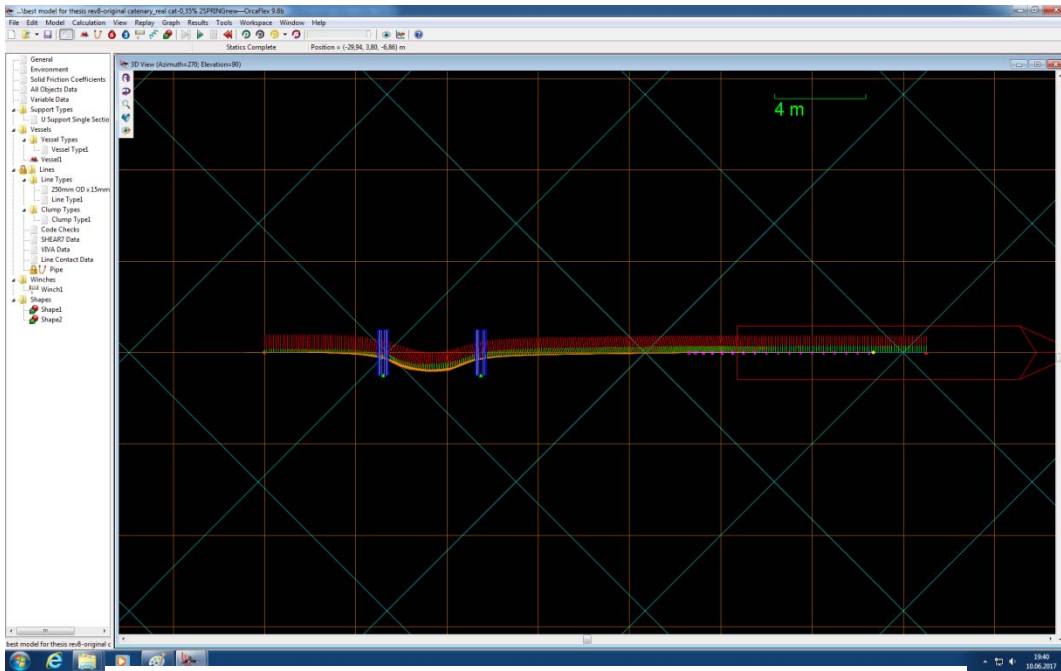 ...\best model for thesis rev8-original catenary_real cat-0,35% 2SPRINGnew—OrcaFlex 9.8b
File Edit Model Calculation View Replay Graph Results Tools Workspace Window Help
Statics Complete Position = (-29,94, 3,80, -6,86) m
General
Environment
Solid Friction Coefficients
All Objects Data
Variable Data
Support Types
U Support Single Sectio
Vessels
Vessel Types
Vessel Type1
Vessel1
Lines
Line Types
250mm OD x 15mm
Line Type1
Clump Types
Clump Type1
Code Checks
SHEAR7 Data
VIVA Data
Line Contact Data
Pipe
Winches
Winch1
Shapes
Shape1
Shape2
3D View (Azimuth=270; Elevation=90)
4 m
best model for thesis rev8-original c
19:40
10.06.2017